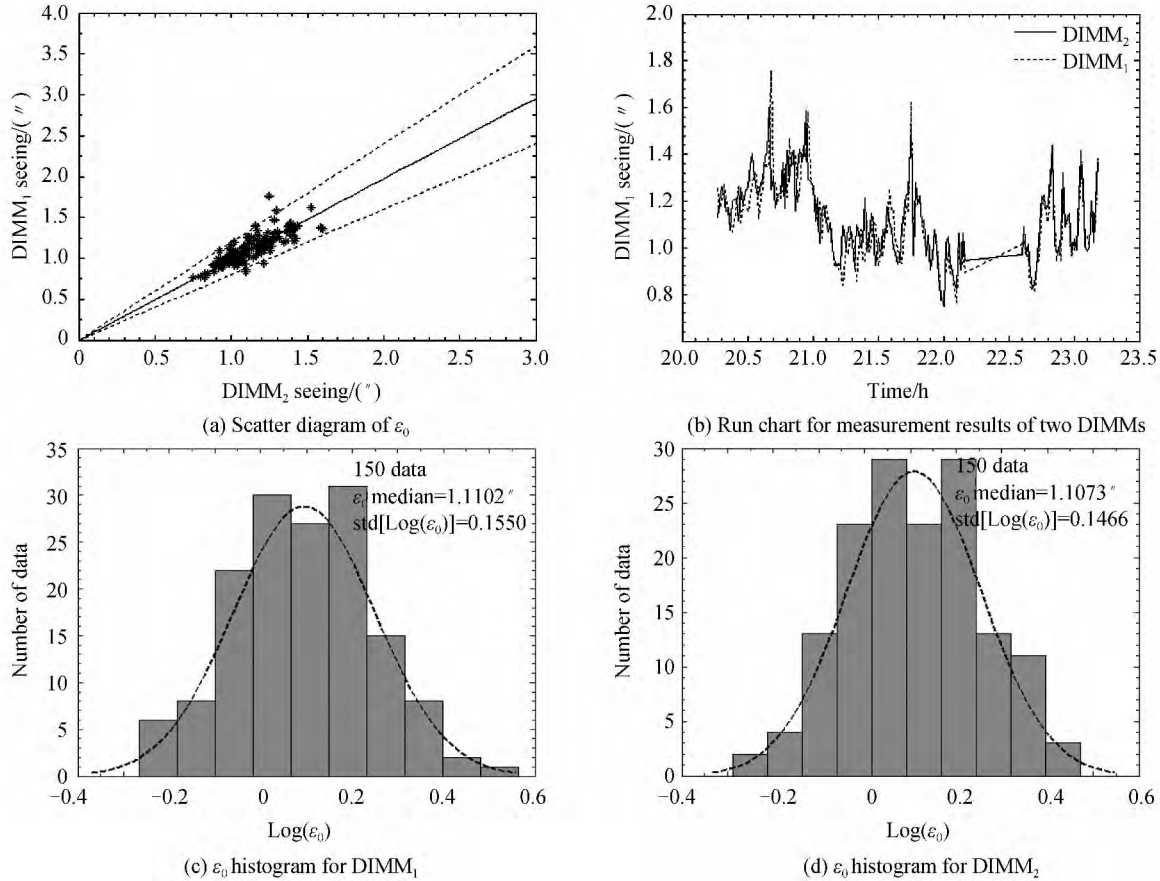 4.0
3.5
3.0
2.5
2.0
1.5
1.0
0.5
0
DIMM₁ seeing/(″)
0 0.5 1.0 1.5 2.0 2.5 3.0
DIMM₂ seeing/(″)
(a) Scatter diagram of ε₀
2.0
1.8
1.6
1.4
1.2
1.0
0.8
DIMM₁ seeing/(″)
DIMM₂
DIMM₁
20.0 20.5 21.0 21.5 22.0 22.5 23.0 23.5
Time/h
(b) Run chart for measurement results of two DIMMs
35
30
25
20
15
10
5
0
Number of data
150 data
ε₀ median=1.1102″
std[Log(ε₀)]=0.1550
−0.4 −0.2 0 0.2 0.4 0.6
Log(ε₀)
(c) ε₀ histogram for DIMM₁
30
25
20
15
10
5
0
Number of data
150 data
ε₀ median=1.1073″
std[Log(ε₀)]=0.1466
−0.4 −0.2 0 0.2 0.4 0.6
Log(ε₀)
(d) ε₀ histogram for DIMM₂